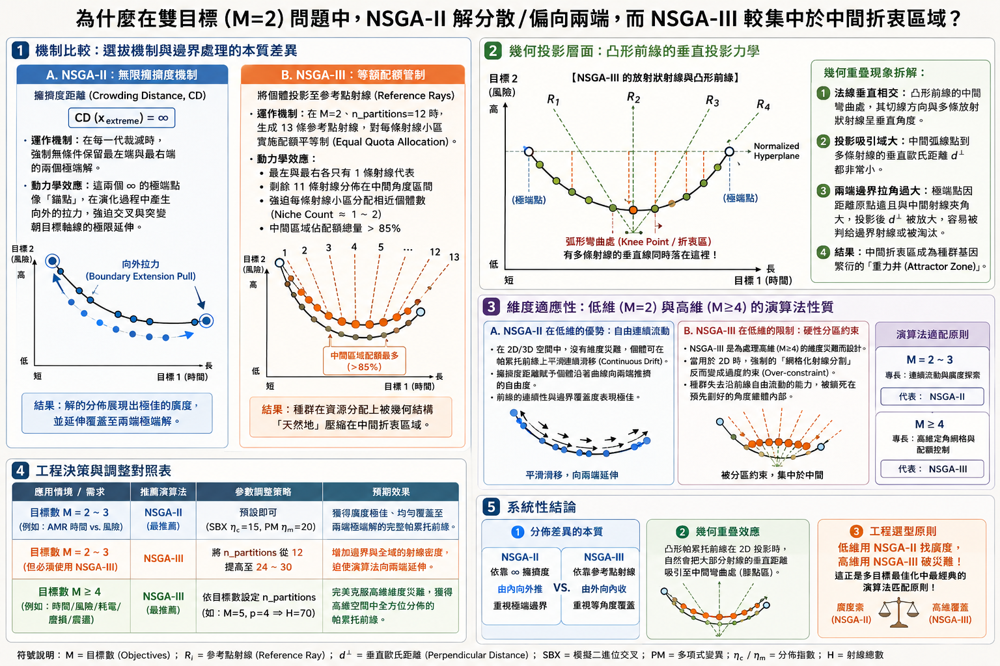 為什麼在雙目標 (M=2) 問題中，NSGA-II 解分散/偏向兩端，而 NSGA-III 較集中於中間折衷區域？
1 機制比較：選拔機制與邊界處理的本質差異
A. NSGA-II：無限擁擠度機制
擁擠度距離 (Crowding Distance, CD)
CD (x extreme) = ∞
• 運作機制：在每一代裁減時，
強制無條件保留最左端與最右端
的兩個極端解。
• 動力學效應：這兩個 ∞ 的極端點
像「錨點」，在演化過程中產生
向外的拉力，強迫交叉與突變
朝目標軸線的極限延伸。
目標 2
(風險)
高
向外拉力
(Boundary Extension Pull)
低
短
長
目標 1 (時間)
結果：解的分佈展現出極佳的廣度，
並延伸覆蓋至兩端極端解。
B. NSGA-III：等額配額管制
將個體投影至參考點射線 (Reference Rays)
• 運作機制：在 M=2、n_partitions=12 時，
生成 13 條參考點射線，對每條射線小區
實施配額平等制 (Equal Quota Allocation)。
• 動力學效應：
• 最左與最右各只有 1 條射線代表
• 剩餘 11 條射線分佈在中間角度區間
• 強迫每條射線小區分配相近個體數
(Niche Count ≈ 1 ~ 2)
• 中間區域佔配額總量 > 85%
目標 2
(風險)
高
1 2 3 4 5 ... 12 13
中間區域配額最多
(>85%)
低
短
長
目標 1 (時間)
結果：種群在資源分配上被幾何結構
「天然地」壓縮在中間折衷區域。
2 幾何投影層面：凸形前緣的垂直投影力學
目標 2
(風險)
高
【NSGA-III 的放射狀射線與凸形前線】
R1 R2 R3 R4
Normalized
Hyperplane
(極端點)
(極端點)
弧形彎曲處 (Knee Point / 折衷區)
有多條射線的垂直線同時落在這裡！
低
短
長
目標 1 (時間)
幾何重疊現象拆解：
1 法線垂直相交：凸形前線的中間
彎曲處，其切線方向與多條放射
狀射線呈垂直角度。
2 投影吸引域大：中間弧線點到
多條射線的垂直歐氏距離 d⊥
都非常小。
3 兩端邊界拉角過大：極端點因
距離原點遠且與中間射線夾角
大，投影後 d⊥ 被放大，容易被
判給邊界射線或被淘汰。
4 結果：中間折衷區成為種群基因
繁行的「重力井 (Attractor Zone)」。
3 維度適應性：低維 (M=2) 與高維 (M≥4) 的演算法性質
A. NSGA-II 在低維的優勢：自由連續流動
• 在 2D/3D 空間中，沒有維度災難，個體可在
帕累托前緣上平滑連續滑移 (Continuous Drift)。
• 擁擠度距離賦予個體沿著曲線向兩端推擠
的自由度。
• 前線的連續性與邊界覆蓋度表現極佳。
平滑滑移，向兩端延伸
B. NSGA-III 在低維的限制：硬性分區約束
• NSGA-III 是為處理高維 (M≥4) 的維度災難而設計。
• 當用於 2D 時，強制的「網格化射線分割」
反而變成過度約束 (Over-constraint)。
• 種群失去沿前緣自由流動的能力，被鎖死在
預先劃好的角度錐體內部。
被分區約束，集中於中間
演算法適配原則
M = 2 ~ 3
專長：連續流動與廣度探索
代表： NSGA-II
M ≥ 4
專長：高維定角網格與
配額控制
代表： NSGA-III
4 工程決策與調整對照表
應用情境 / 需求 推薦演算法 參數調整策略 預期效果
目標數 M = 2 ~ 3
(例如：AMR 時間 vs. 風險)
NSGA-II
(最推薦)
預設即可
(SBX ηc=15, PM ηm=20)
獲得廣度極佳、均勻覆蓋至
兩端極端解的完整帕累托前緣。
目標數 M = 2 ~ 3
(但必須使用 NSGA-III)
NSGA-III
將 n_partitions 從 12
提高至 24 ~ 30
增加邊界與全域的射線密度，
迫使演算法向兩端延伸。
目標數 M ≥ 4
(例如：時間/風險/耗電/
磨損/震盪)
NSGA-III
(最推薦)
依目標數設定 n_partitions
(如：M=5, p=4 ⇒ H=70)
完美克服高維維度災難，獲得
高維空間中全方位分佈的
帕累托前緣。
5 系統性結論
1 分佈差異的本質
NSGA-II
依靠 ∞ 擁擠度
由內向外推
重視極端邊界
VS.
NSGA-III
依靠參考點射線
由外向內收
重視等角度覆蓋
2 幾何重疊效應
凸形帕累托前線在 2D 投影時，
自然會把大部分射線的垂直距離
吸引至中間彎曲處 (膝點區)。
3 工程選型原則
低維用 NSGA-II 找廣度，
高維用 NSGA-III 破災難！
這正是多目標最佳化中最經典的
演算法匹配原則！
廣度索
(NSGA-II)
高維覆蓋
(NSGA-III)
符號說明： M = 目標數 (Objectives)； Ri = 參考點射線 (Reference Ray)； d⊥ = 垂直歐氏距離 (Perpendicular Distance)； SBX = 模擬二進位交叉； PM = 多項式變異； ηc / ηm = 分佈指數； H = 射線總數